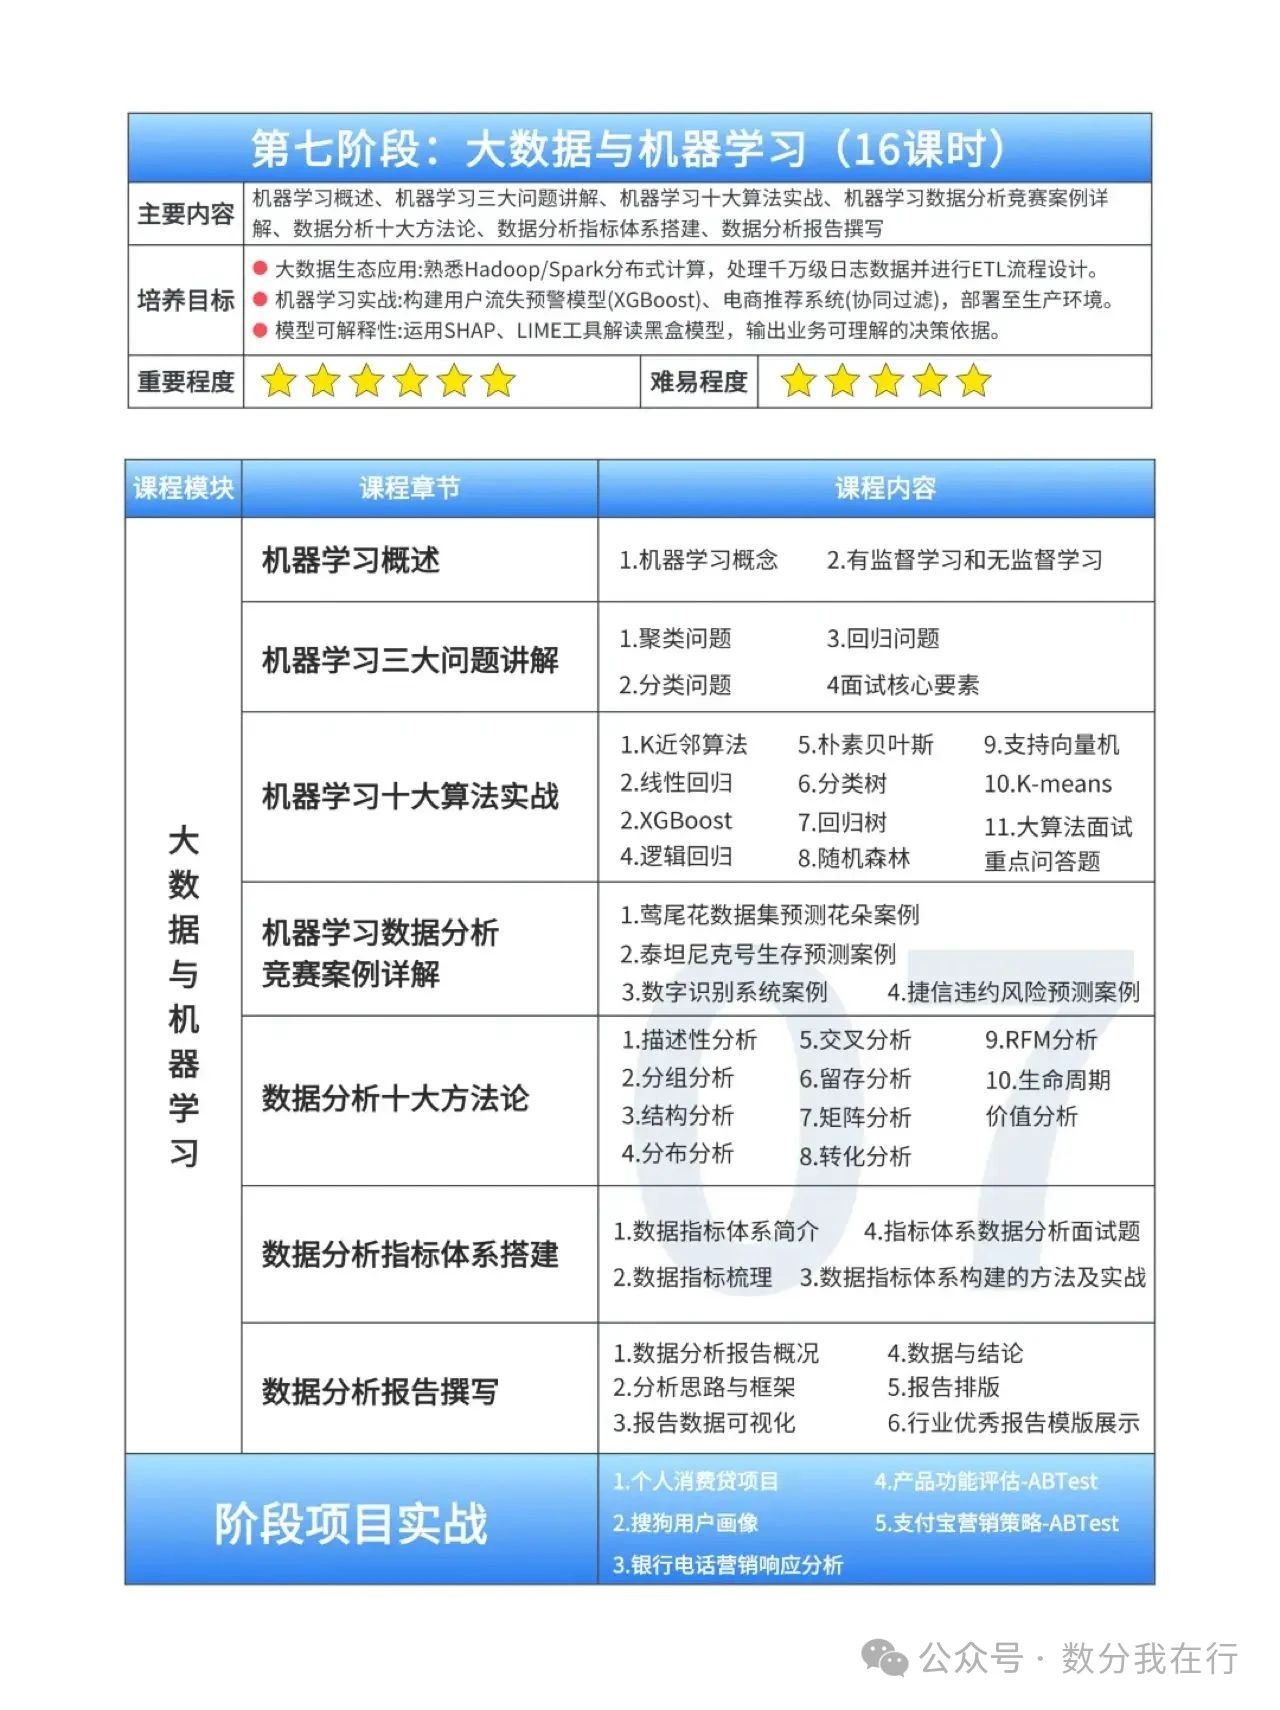 第七阶段：大数据与机器学习（16课时）
主要内容
机器学习概述、机器学习三大问题讲解、机器学习十大算法实战、机器学习数据分析竞赛案例详
解、数据分析十大方法论、数据分析指标体系搭建、数据分析报告撰写
培养目标
大数据生态应用:熟悉Hadoop/Spark分布式计算，处理千万级日志数据并进行ETL流程设计。
机器学习实战:构建用户流失预警模型(XGBoost)、电商推荐系统(协同过滤)，部署至生产环境。
模型可解释性:运用SHAP、LIME工具解读黑盒模型，输出业务可理解的决策依据。
重要程度
难易程度
课程模块 课程章节 课程内容
大数据与机器学习
机器学习概述
1.机器学习概念 2.有监督学习和无监督学习
机器学习三大问题讲解
1.聚类问题 3.回归问题
2.分类问题 4面试核心要素
机器学习十大算法实战
1.K近邻算法 5.朴素贝叶斯 9.支持向量机
2.线性回归 6.分类树 10.K-means
2.XGBoost 7.回归树 11.大算法面试
4.逻辑回归 8.随机森林 重点问答题
机器学习数据分析
竞赛案例详解
1.莺尾花数据集预测花朵案例
2.泰坦尼克号生存预测案例
3.数字识别系统案例 4.捷信违约风险预测案例
数据分析十大方法论
1.描述性分析 5.交叉分析 9.RFM分析
2.分组分析 6.留存分析 10.生命周期
3.结构分析 7.矩阵分析 价值分析
4.分布分析 8.转化分析
数据分析指标体系搭建
1.数据指标体系简介 4.指标体系数据分析面试题
2.数据指标梳理 3.数据指标体系构建的方法及实战
数据分析报告撰写
1.数据分析报告概况 4.数据与结论
2.分析思路与框架 5.报告排版
3.报告数据可视化 6.行业优秀报告模版展示
07
阶段项目实战
1.个人消费贷项目 4.产品功能评估-ABTest
2.搜狗用户画像 5.支付宝营销策略-ABTest
3.银行电话营销响应分析
公众号·数分我在行